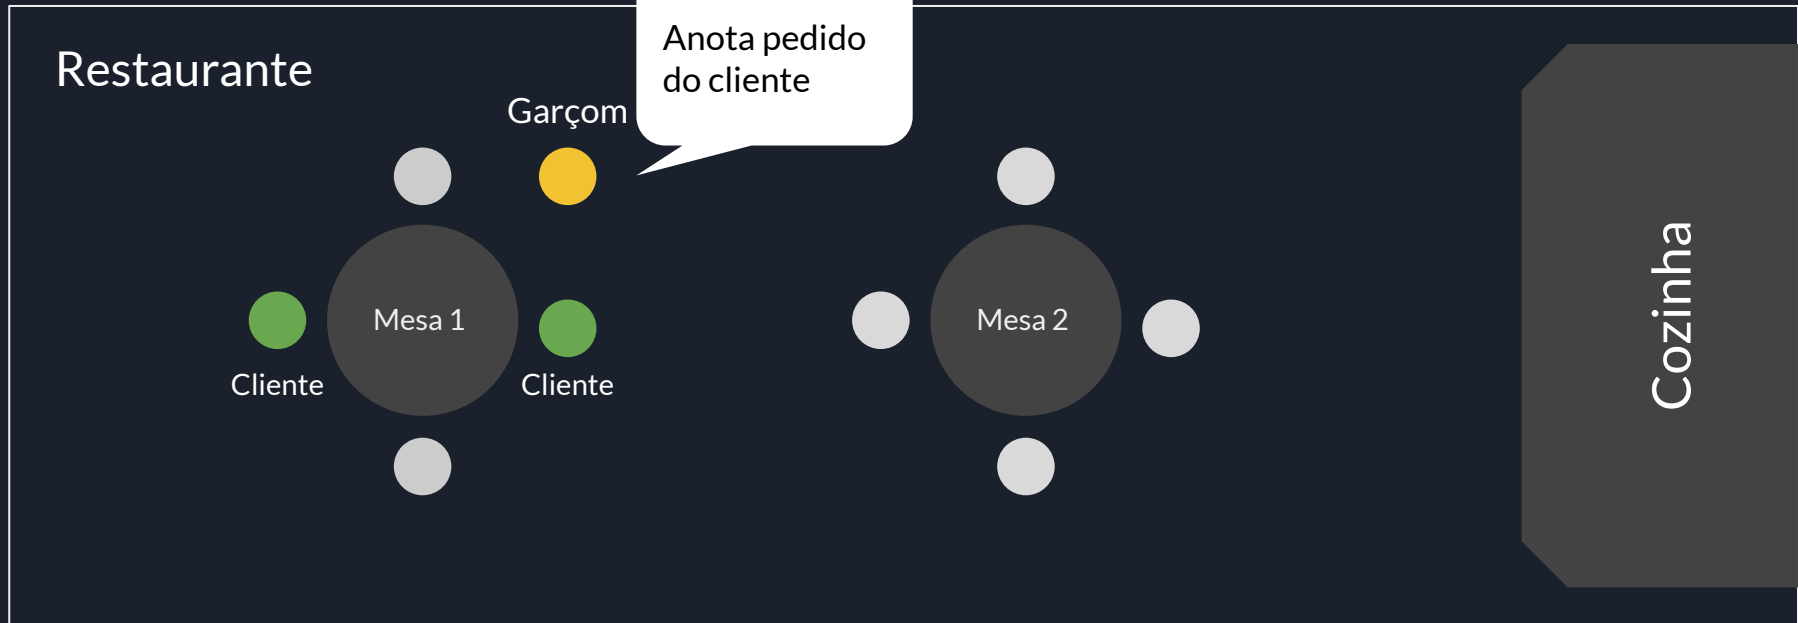 Restaurante
Anota pedido
do cliente
Garçom
Mesa 1
Cliente
Cliente
Mesa 2
Cozinha